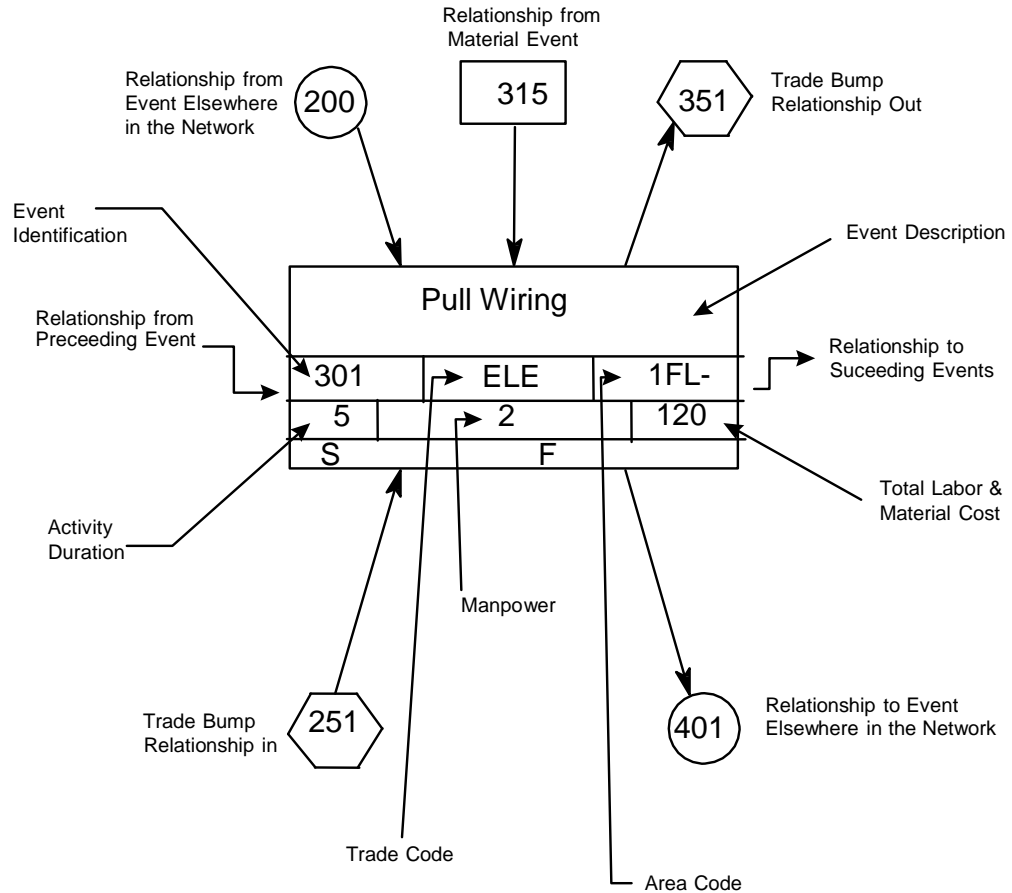 Relationship from
Material Event
Relationship from
Event Elsewhere
in the Network
200
315
351
Trade Bump
Relationship Out
Event
Identification
Event Description
Pull Wiring
Relationship from
Preceeding Event
Relationship to
Suceeding Events
301
ELE
1FL-
5
2
120
S
F
Total Labor &
Material Cost
Activity
Duration
Manpower
Trade Bump
Relationship in
251
401
Relationship to Event
Elsewhere in the Network
Trade Code
Area Code